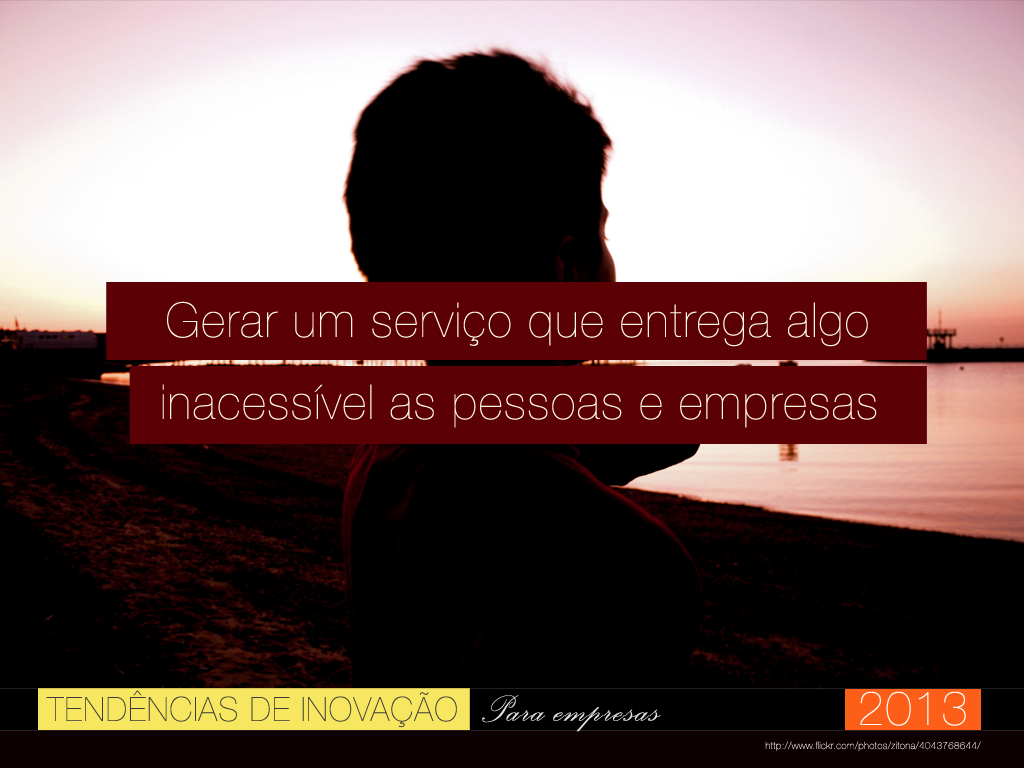 Gerar um serviço que entrega algo
inacessível as pessoas e empresas
TENDÊNCIAS DE INOVAÇÃO Para empresas 2013
http://www.flickr.com/photos/zitona/4043768644/